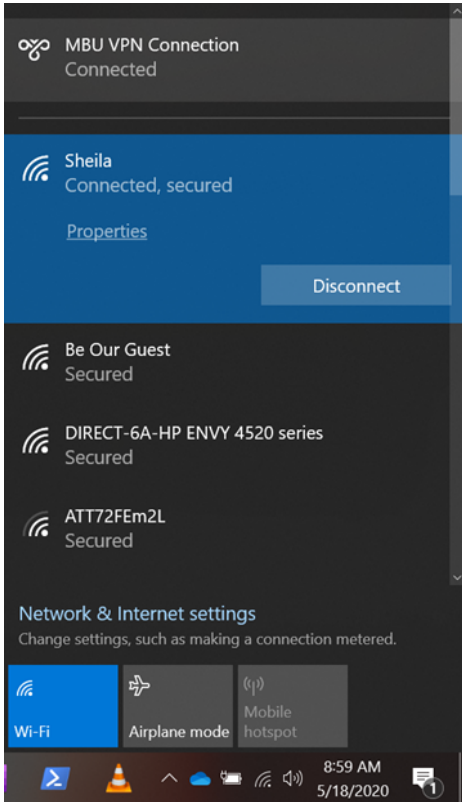 MBU VPN Connection
Connected
Sheila
Connected, secured
Properties
Disconnect
Be Our Guest
Secured
DIRECT-6A-HP ENVY 4520 series
Secured
ATT72FEm2L
Secured
Network & Internet settings
Change settings, such as making a connection metered.
Wi-Fi
Airplane mode
Mobile
hotspot
8:59 AM
5/18/2020
1